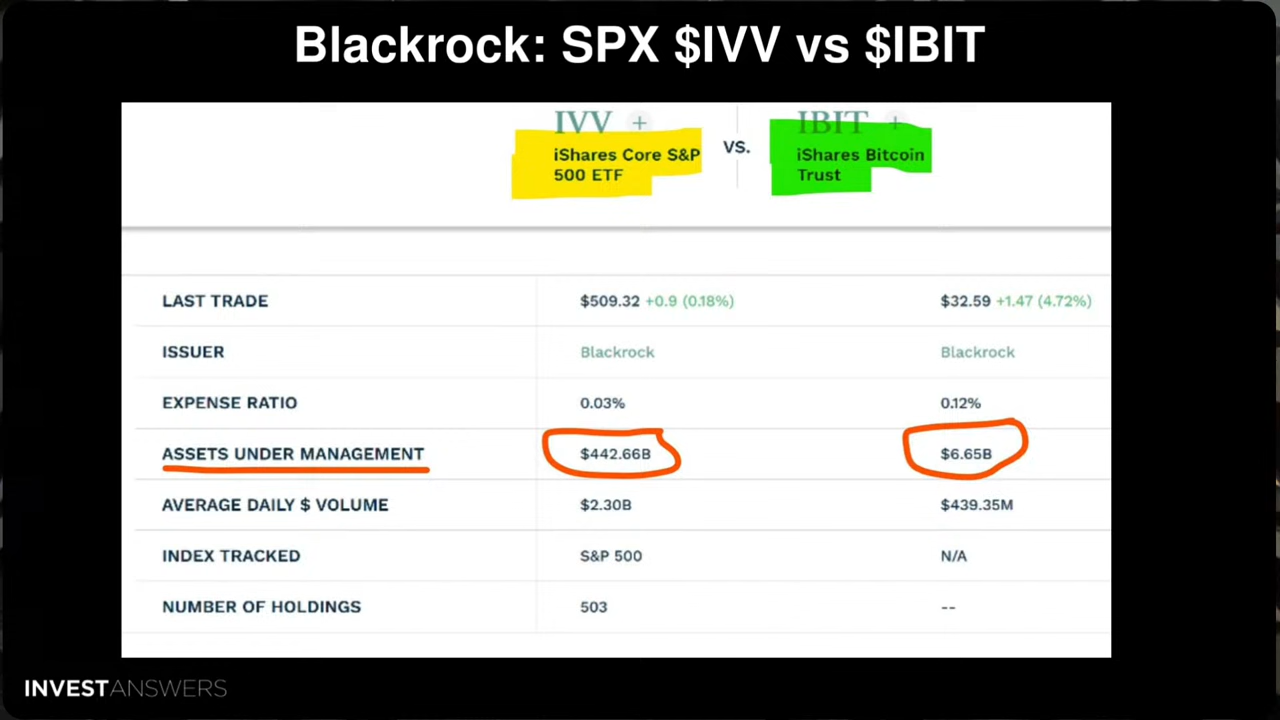 Blackrock: SPX $IVV vs $IBIT
IVV + VS. IBIT +
iShares Core S&P iShares Bitcoin
500 ETF Trust
LAST TRADE $509.32 +0.9 (0.18%) $32.59 +1.47 (4.72%)
ISSUER Blackrock Blackrock
EXPENSE RATIO 0.03% 0.12%
ASSETS UNDER MANAGEMENT $442.66B $6.65B
AVERAGE DAILY $ VOLUME $2.30B $439.35M
INDEX TRACKED S&P 500 N/A
NUMBER OF HOLDINGS 503 --
INVESTANSWERS